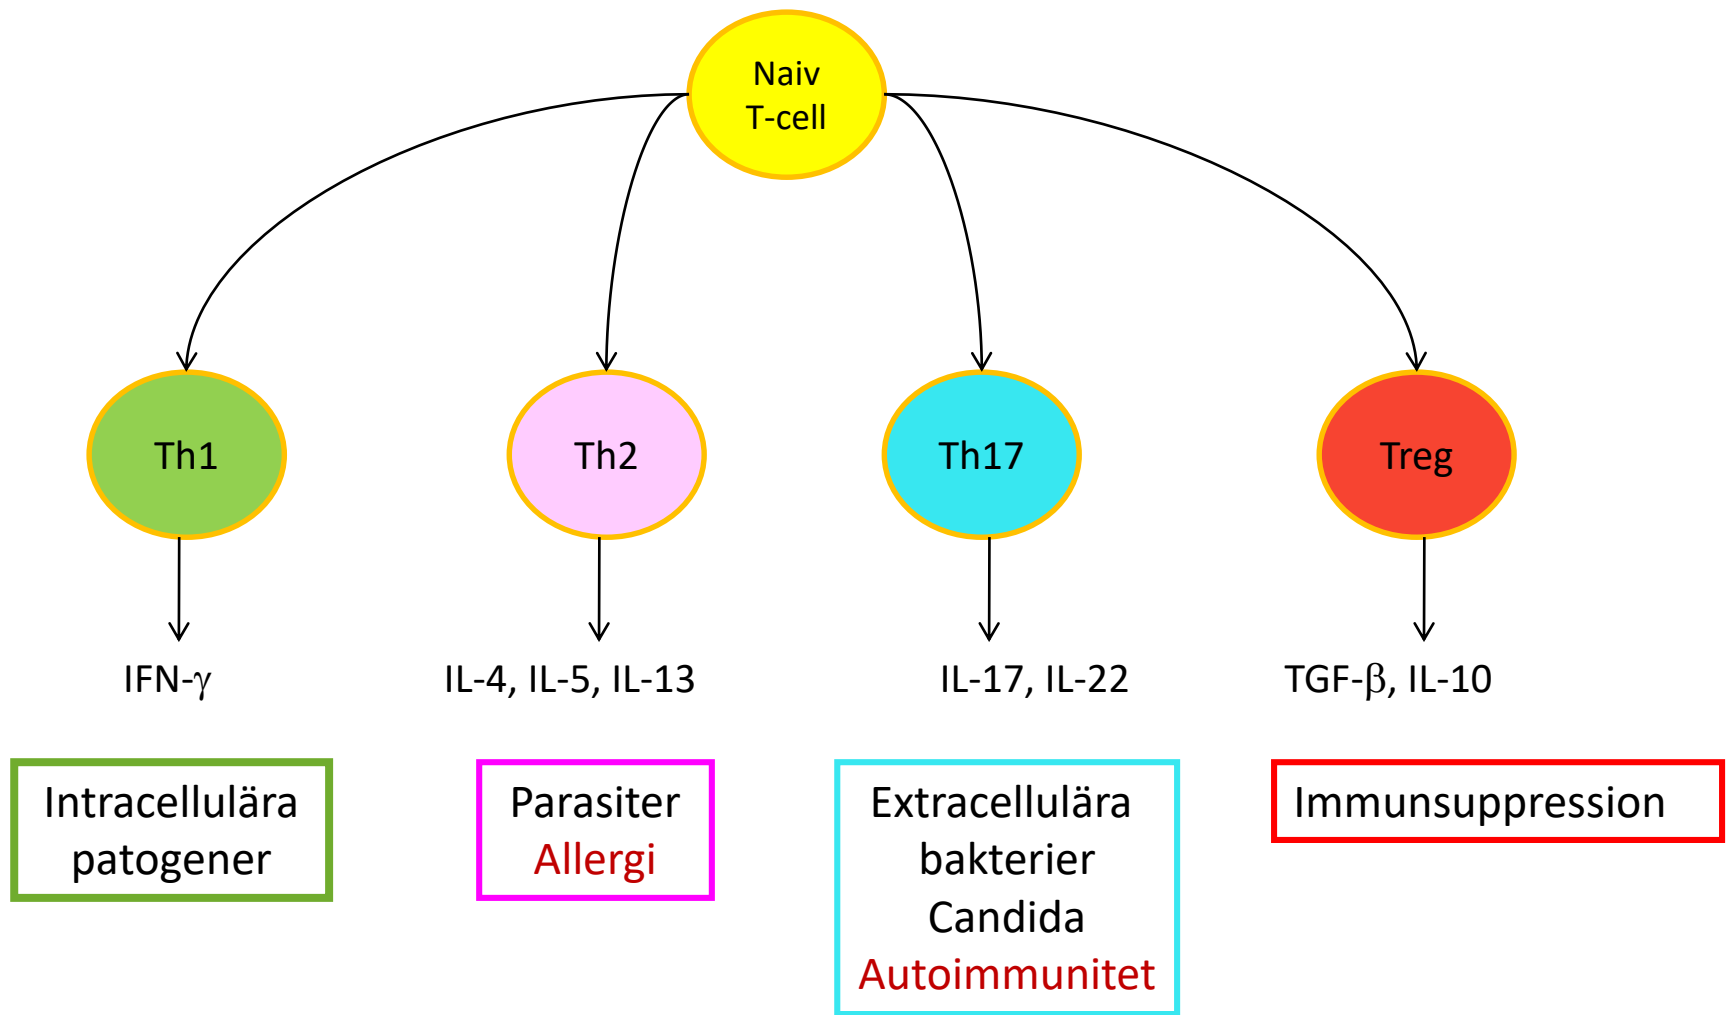 Naiv
T-cell
Th1
Th2
Th17
Treg
IFN-γ
IL-4, IL-5, IL-13
IL-17, IL-22
TGF-β, IL-10
Intracellulära
patogener
Parasiter
Allergi
Extracellulära
bakterier
Candida
Autoimmunitet
Immunsuppression